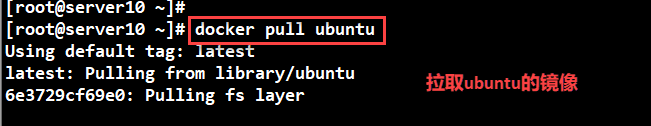 [root@server10 ~]#
[root@server10 ~]# docker pull ubuntu
Using default tag: latest
latest: Pulling from library/ubuntu
6e3729cf69e0: Pulling fs layer
拉取ubuntu的镜像